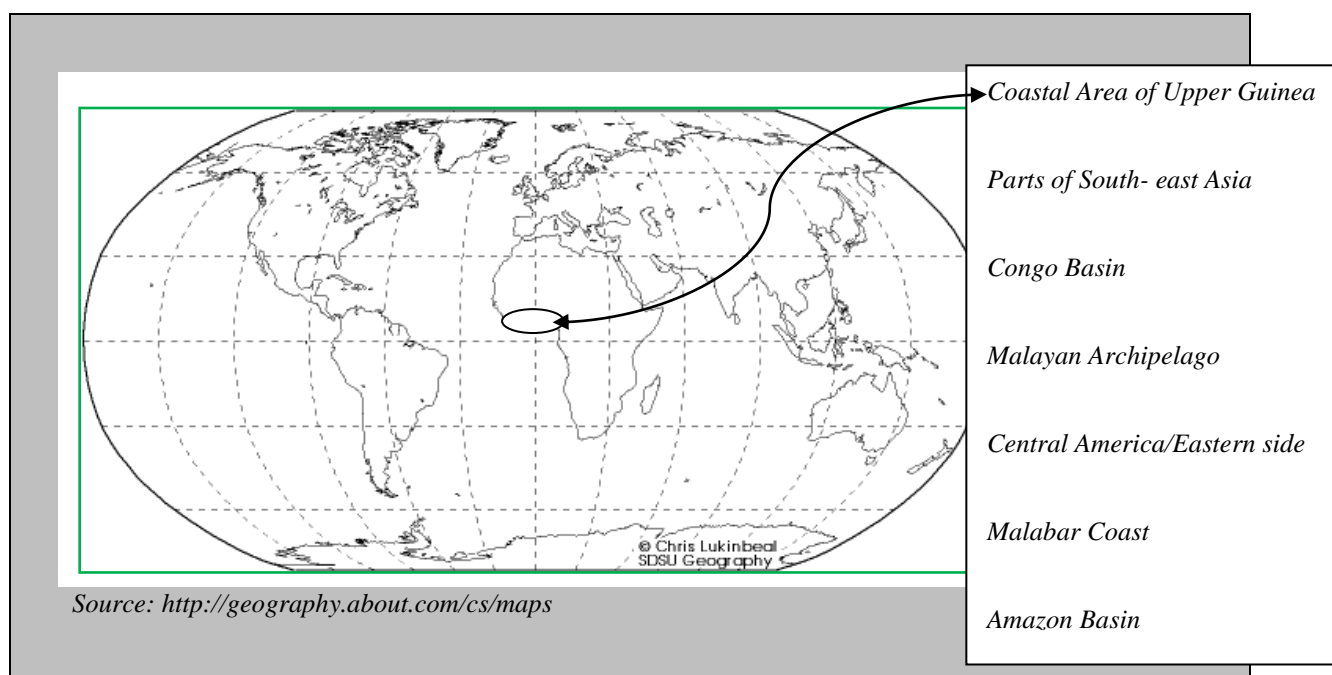 Coastal Area of Upper Guinea
Parts of South- east Asia
Congo Basin
Malayan Archipelago
Central America/Eastern side
Malabar Coast
Amazon Basin
© Chris Lukinbeal
SDSU Geography
Source: http://geography.about.com/cs/maps